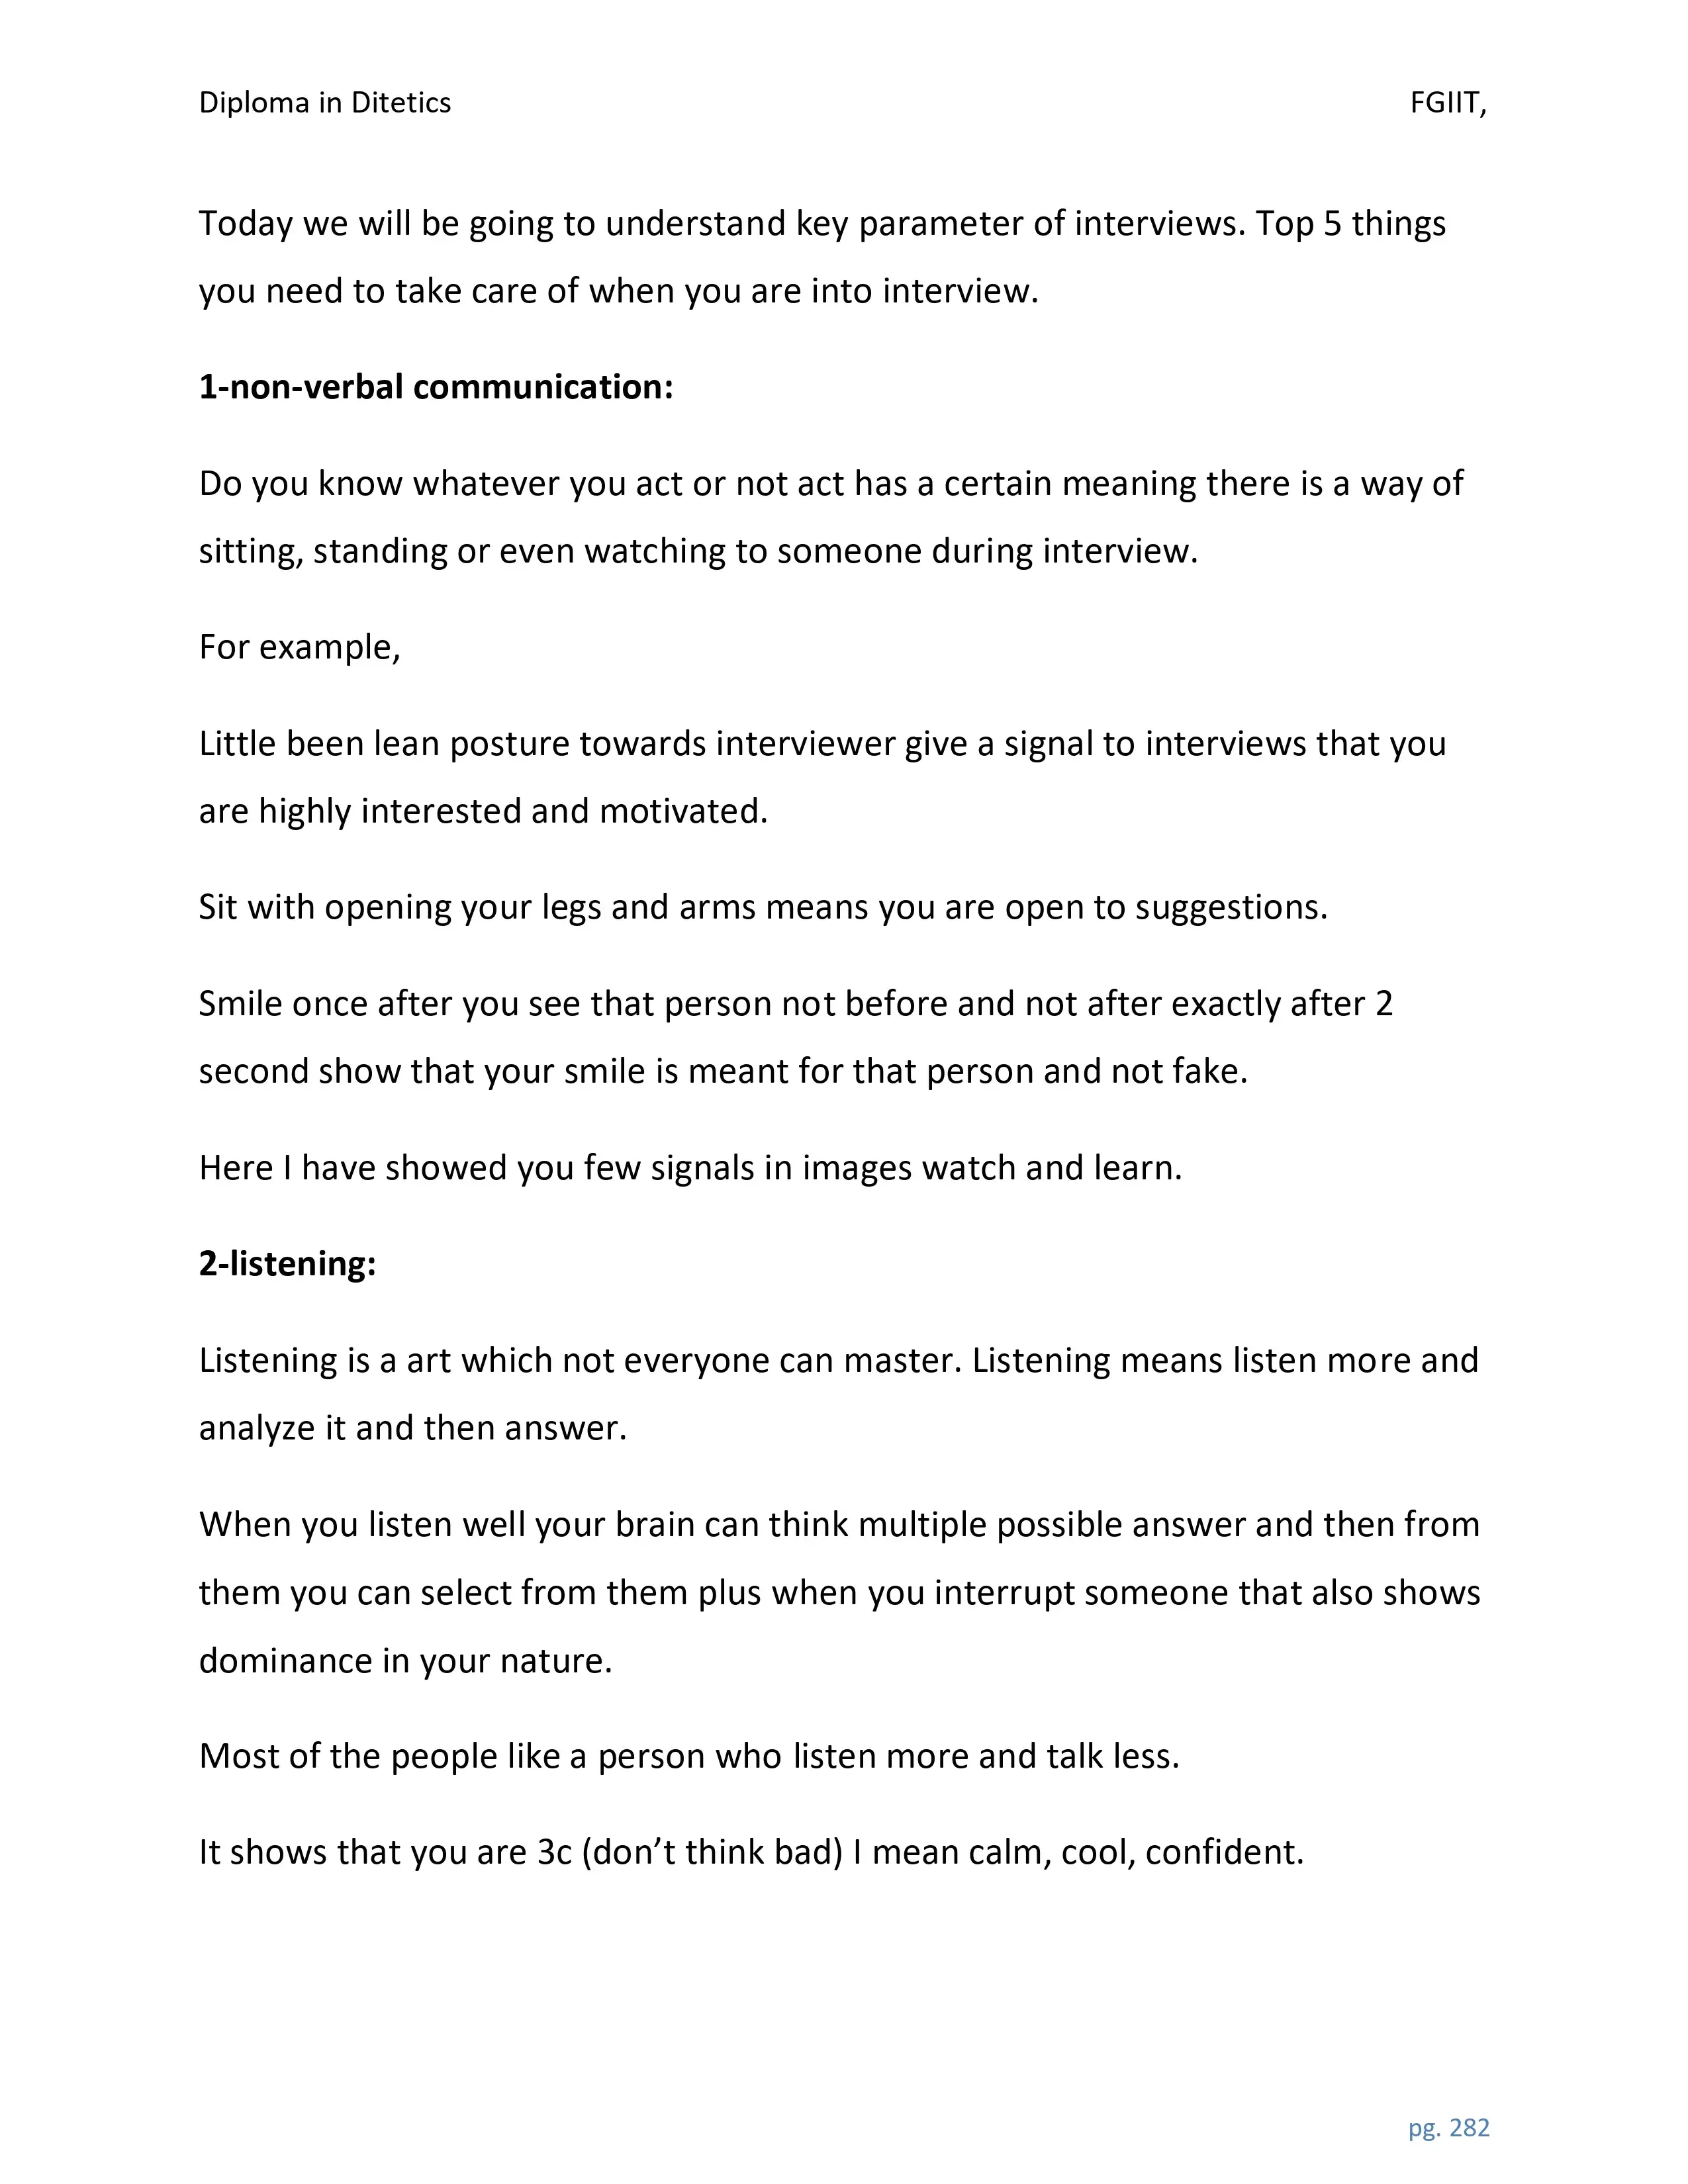 Diploma in Ditetics FGIIT,
Today we will be going to understand key parameter of interviews. Top 5 things
you need to take care of when you are into interview.
1-non-verbal communication:
Do you know whatever you act or not act has a certain meaning there is a way of
sitting, standing or even watching to someone during interview.
For example,
Little been lean posture towards interviewer give a signal to interviews that you
are highly interested and motivated.
Sit with opening your legs and arms means you are open to suggestions.
Smile once after you see that person not before and not after exactly after 2
second show that your smile is meant for that person and not fake.
Here I have showed you few signals in images watch and learn.
2-listening:
Listening is a art which not everyone can master. Listening means listen more and
analyze it and then answer.
When you listen well your brain can think multiple possible answer and then from
them you can select from them plus when you interrupt someone that also shows
dominance in your nature.
Most of the people like a person who listen more and talk less.
It shows that you are 3c (don’t think bad) I mean calm, cool, confident.
pg. 282